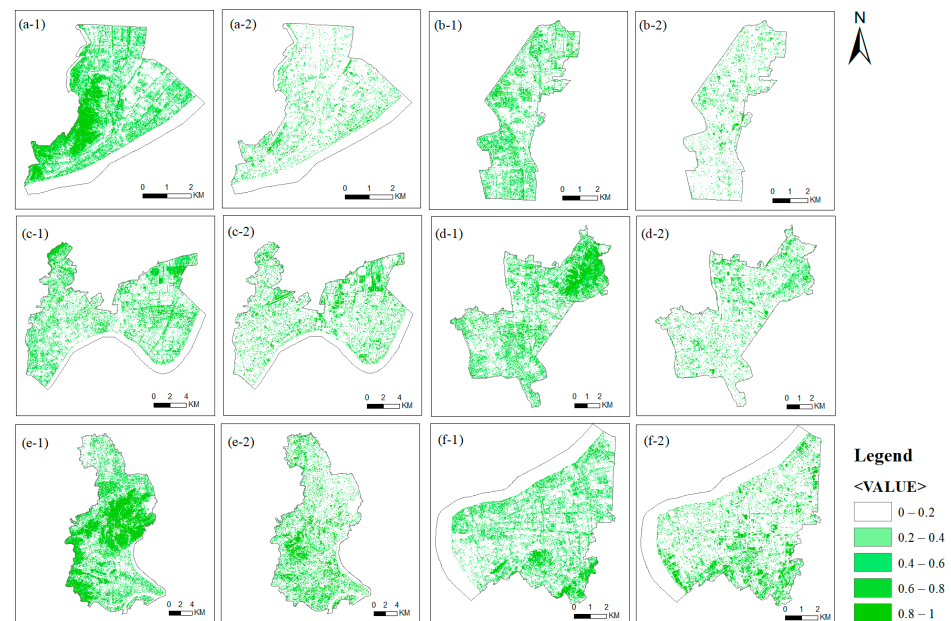 (a-1)
(a-2)
(b-1)
(b-2)
N
0 1 2
KM
0 1 2
KM
0 1 2
KM
0 1 2
KM
(c-1)
(c-2)
(d-1)
(d-2)
0 2 4
KM
0 2 4
KM
0 1 2
KM
0 1 2
KM
(e-1)
(e-2)
(f-1)
(f-2)
Legend
<VALUE>
0 – 0.2
0.2 – 0.4
0.4 – 0.6
0.6 – 0.8
0.8 – 1
0 2 4
KM
0 2 4
KM
0 1 2
KM
0 1 2
KM